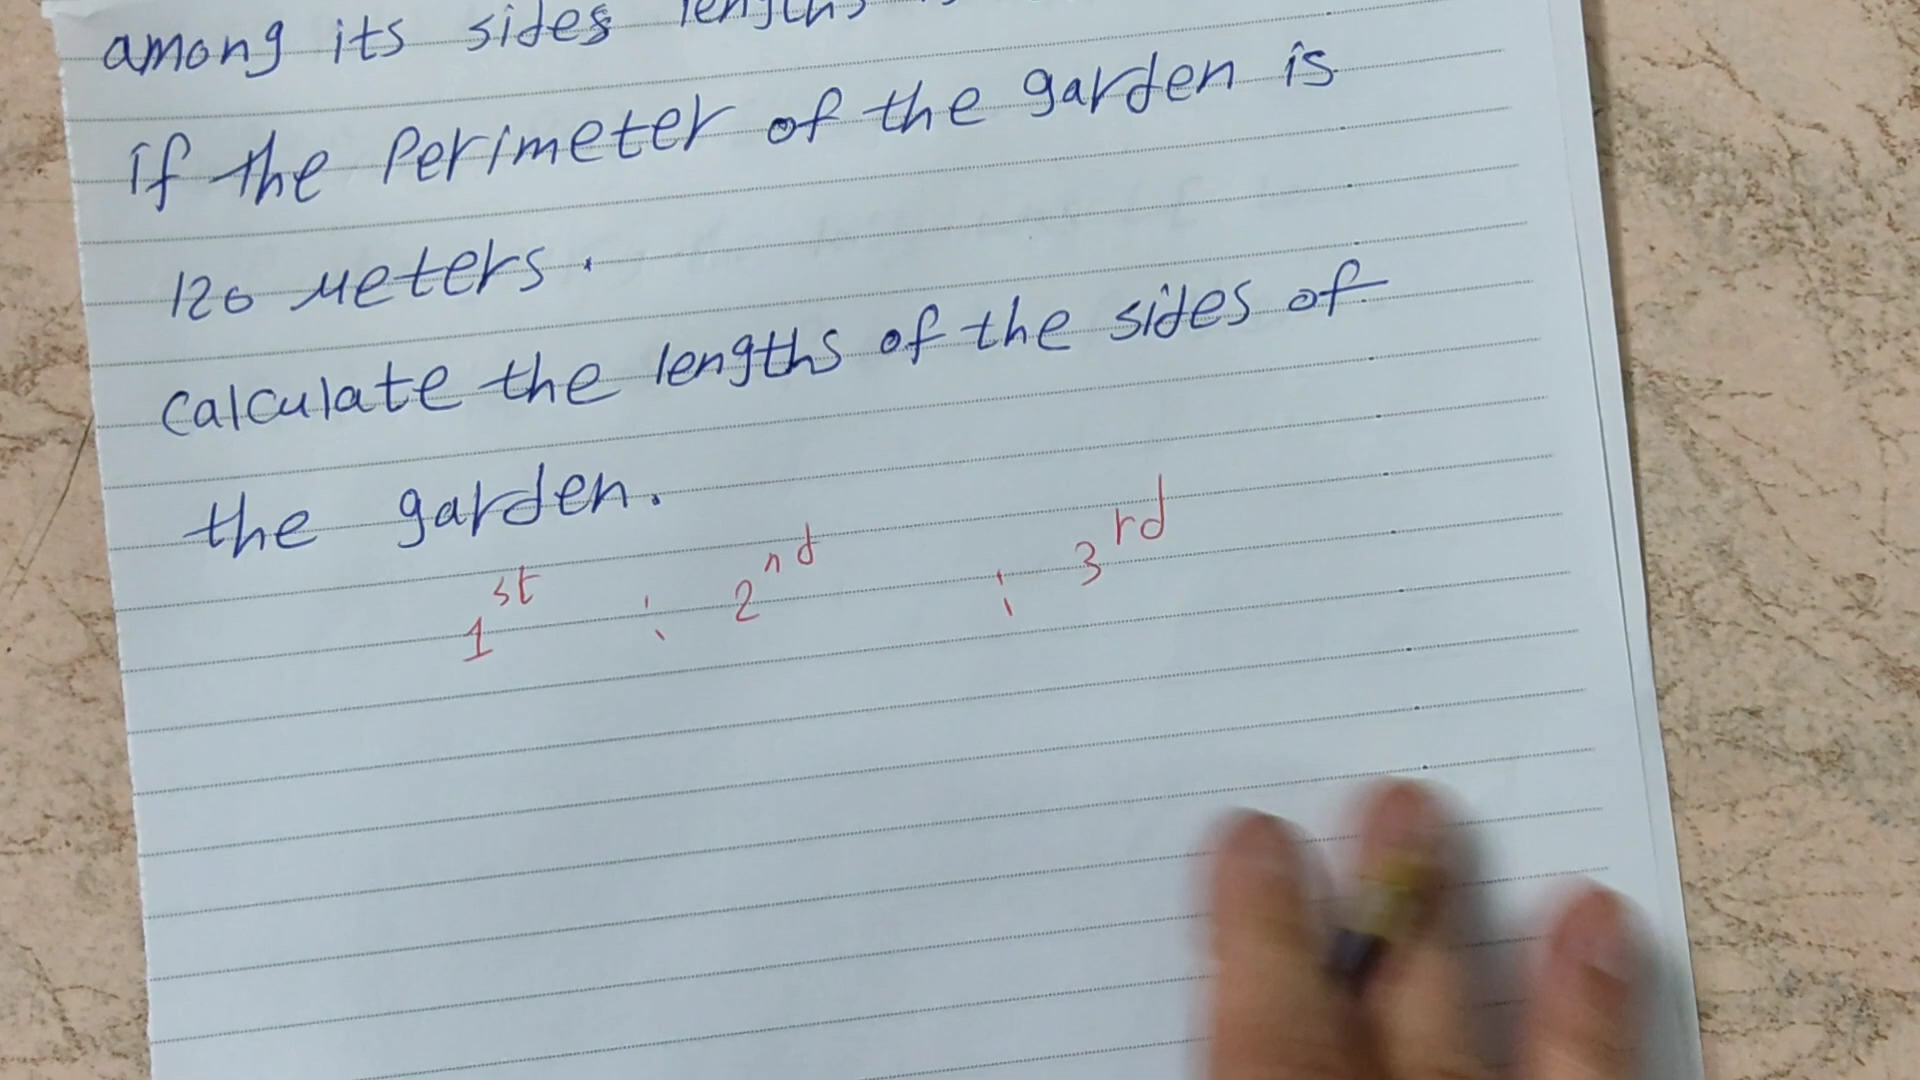 among its sides lengths
if the Perimeter of the garden is
120 meters.
calculate the lengths of the sides of
the garden.
1st : 2nd : 3rd